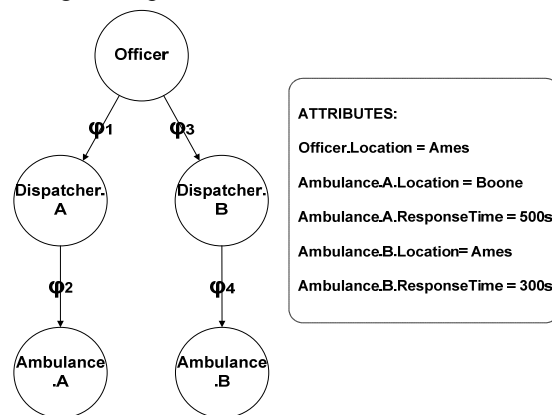 Officer
φ1
φ3
Dispatcher.
A
Dispatcher.
B
φ2
φ4
Ambulance
.A
Ambulance
.B
ATTRIBUTES:
Officer.Location = Ames
Ambulance.A.Location = Boone
Ambulance.A.ResponseTime = 500s
Ambulance.B.Location= Ames
Ambulance.B.ResponseTime = 300s